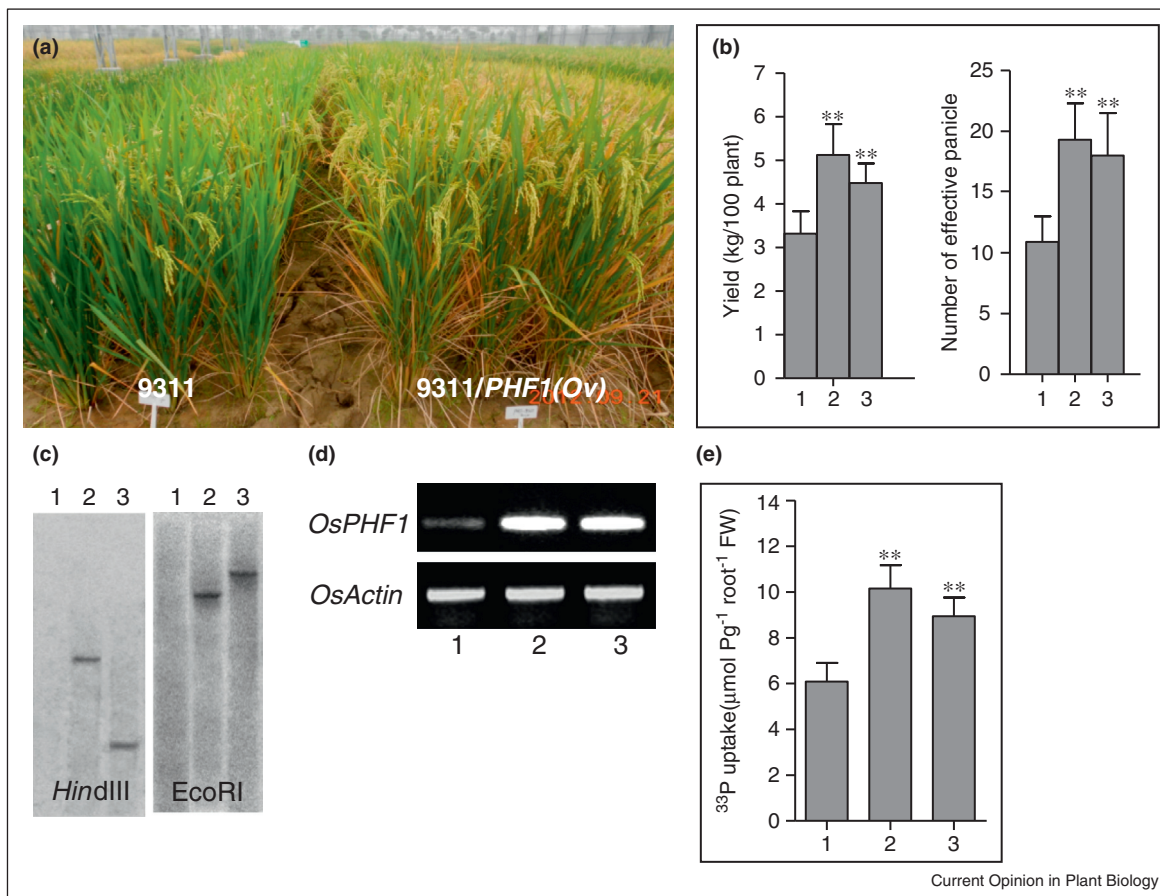 (a)
9311
9311/PHF1(Ov)
(b)
Yield (kg/100 plant)
7
6
5
4
3
2
1
0
**
**
1 2 3
Number of effective panicle
25
20
15
10
5
0
**
**
1 2 3
(c)
1 2 3
HindIII
1 2 3
EcoRI
(d)
OsPHF1
OsActin
1 2 3
(e)
33P uptake(µmol Pg-1 root-1 FW)
14
12
10
8
6
4
2
0
**
**
1 2 3
Current Opinion in Plant Biology